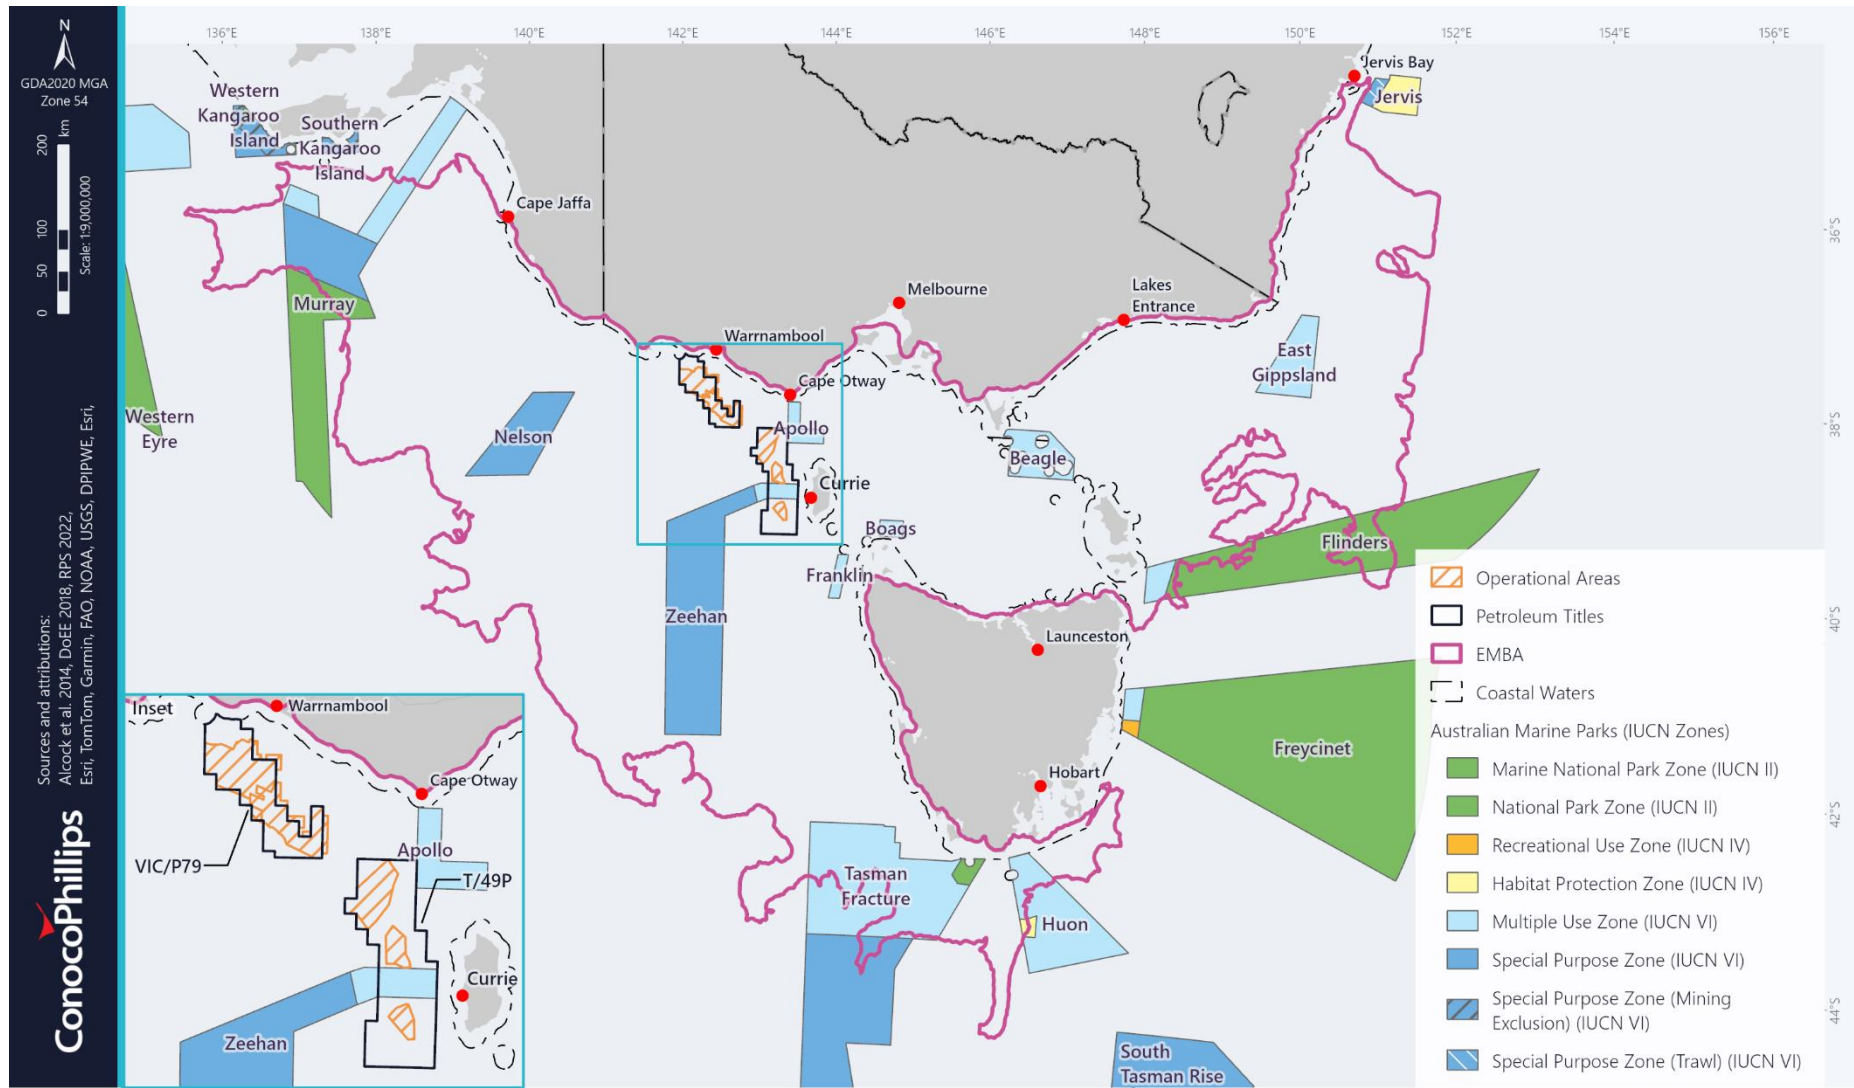 N
GDA2020 MGA
Zone 54
0 50 100 200
km
Scale: 1:9,000,000
Sources and attributions:
Alcock et al. 2014, DoEE 2018, RPS 2022,
Esri, TomTom, Garmin, FAO, NOAA, USGS, DPIPWE, Esri,
ConocoPhillips
136°E 138°E 140°E 142°E 144°E 146°E 148°E 150°E 152°E 154°E 156°E
36°S
38°S
40°S
42°S
44°S
Western
Kangaroo
Island
Southern
Kangaroo
Island
Jervis Bay
Jervis
Cape Jaffa
Murray
Melbourne
Lakes
Entrance
Warrnambool
East
Gippsland
Cape Otway
Western
Eyre
Nelson
Apollo
Beagle
Currie
Boags
Flinders
Franklin
Zeehan
Launceston
Freycinet
Hobart
Tasman
Fracture
Huon
South
Tasman Rise
Inset
Warrnambool
Cape Otway
Apollo
VIC/P79
T/49P
Currie
Zeehan
Operational Areas
Petroleum Titles
EMBA
Coastal Waters
Australian Marine Parks (IUCN Zones)
Marine National Park Zone (IUCN II)
National Park Zone (IUCN II)
Recreational Use Zone (IUCN IV)
Habitat Protection Zone (IUCN IV)
Multiple Use Zone (IUCN VI)
Special Purpose Zone (IUCN VI)
Special Purpose Zone (Mining
Exclusion) (IUCN VI)
Special Purpose Zone (Trawl) (IUCN VI)